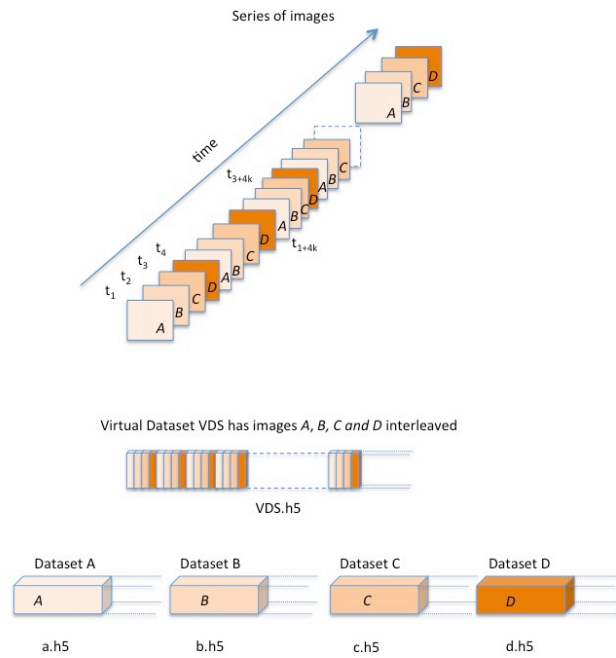 Series of images
D
C
B
A
time
C
t3+4k
B
A
D
C
B
t4
D
A
t1+4k
t3
C
t2
B
D
A
t1
C
B
A
Virtual Dataset VDS has images A, B, C and D interleaved
VDS.h5
Dataset A Dataset B Dataset C Dataset D
A B C D
a.h5 b.h5 c.h5 d.h5